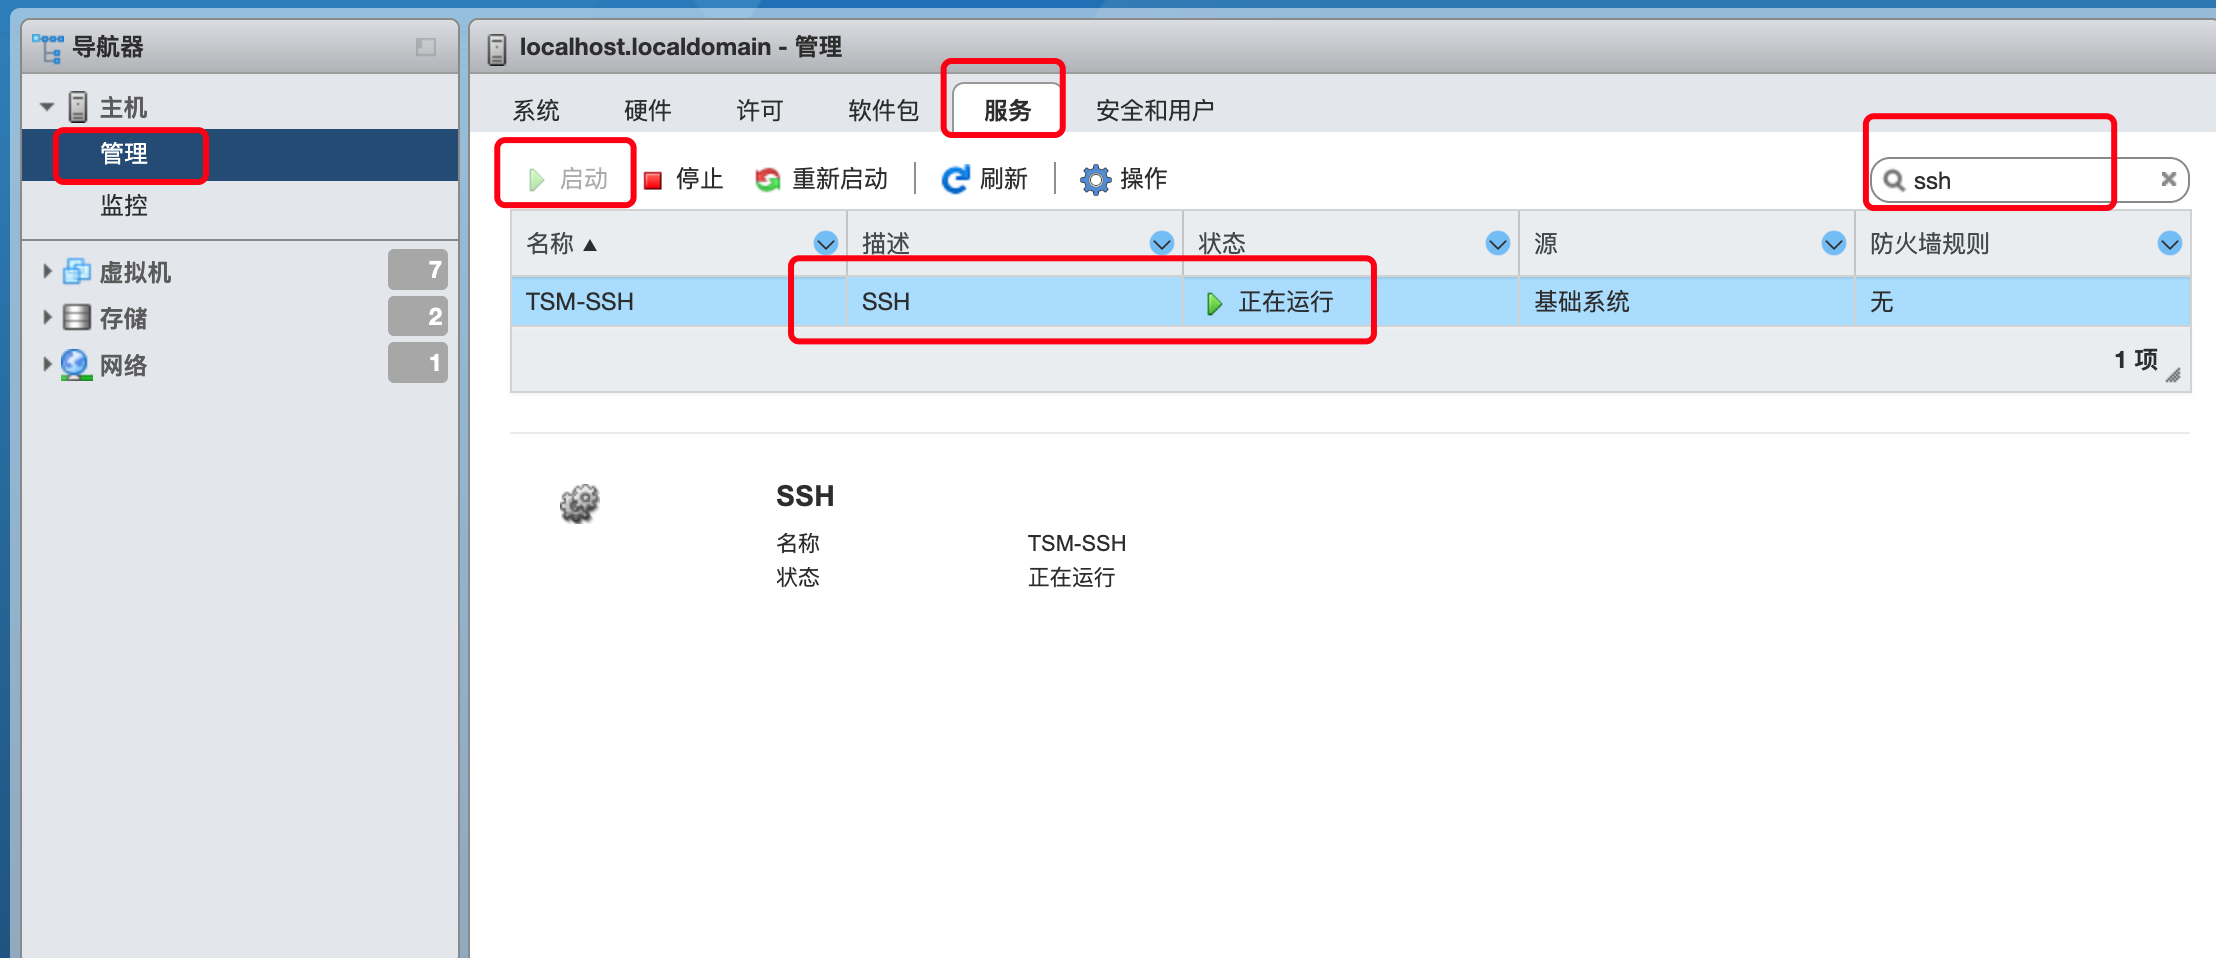 导航器
主机
管理
监控
虚拟机 7
存储 2
网络 1
localhost.localdomain - 管理
系统 硬件 许可 软件包 服务 安全和用户
启动 停止 重新启动 刷新 操作 ssh
名称 描述 状态 源 防火墙规则
TSM-SSH SSH 正在运行 基础系统 无
1 项
SSH
名称 TSM-SSH
状态 正在运行